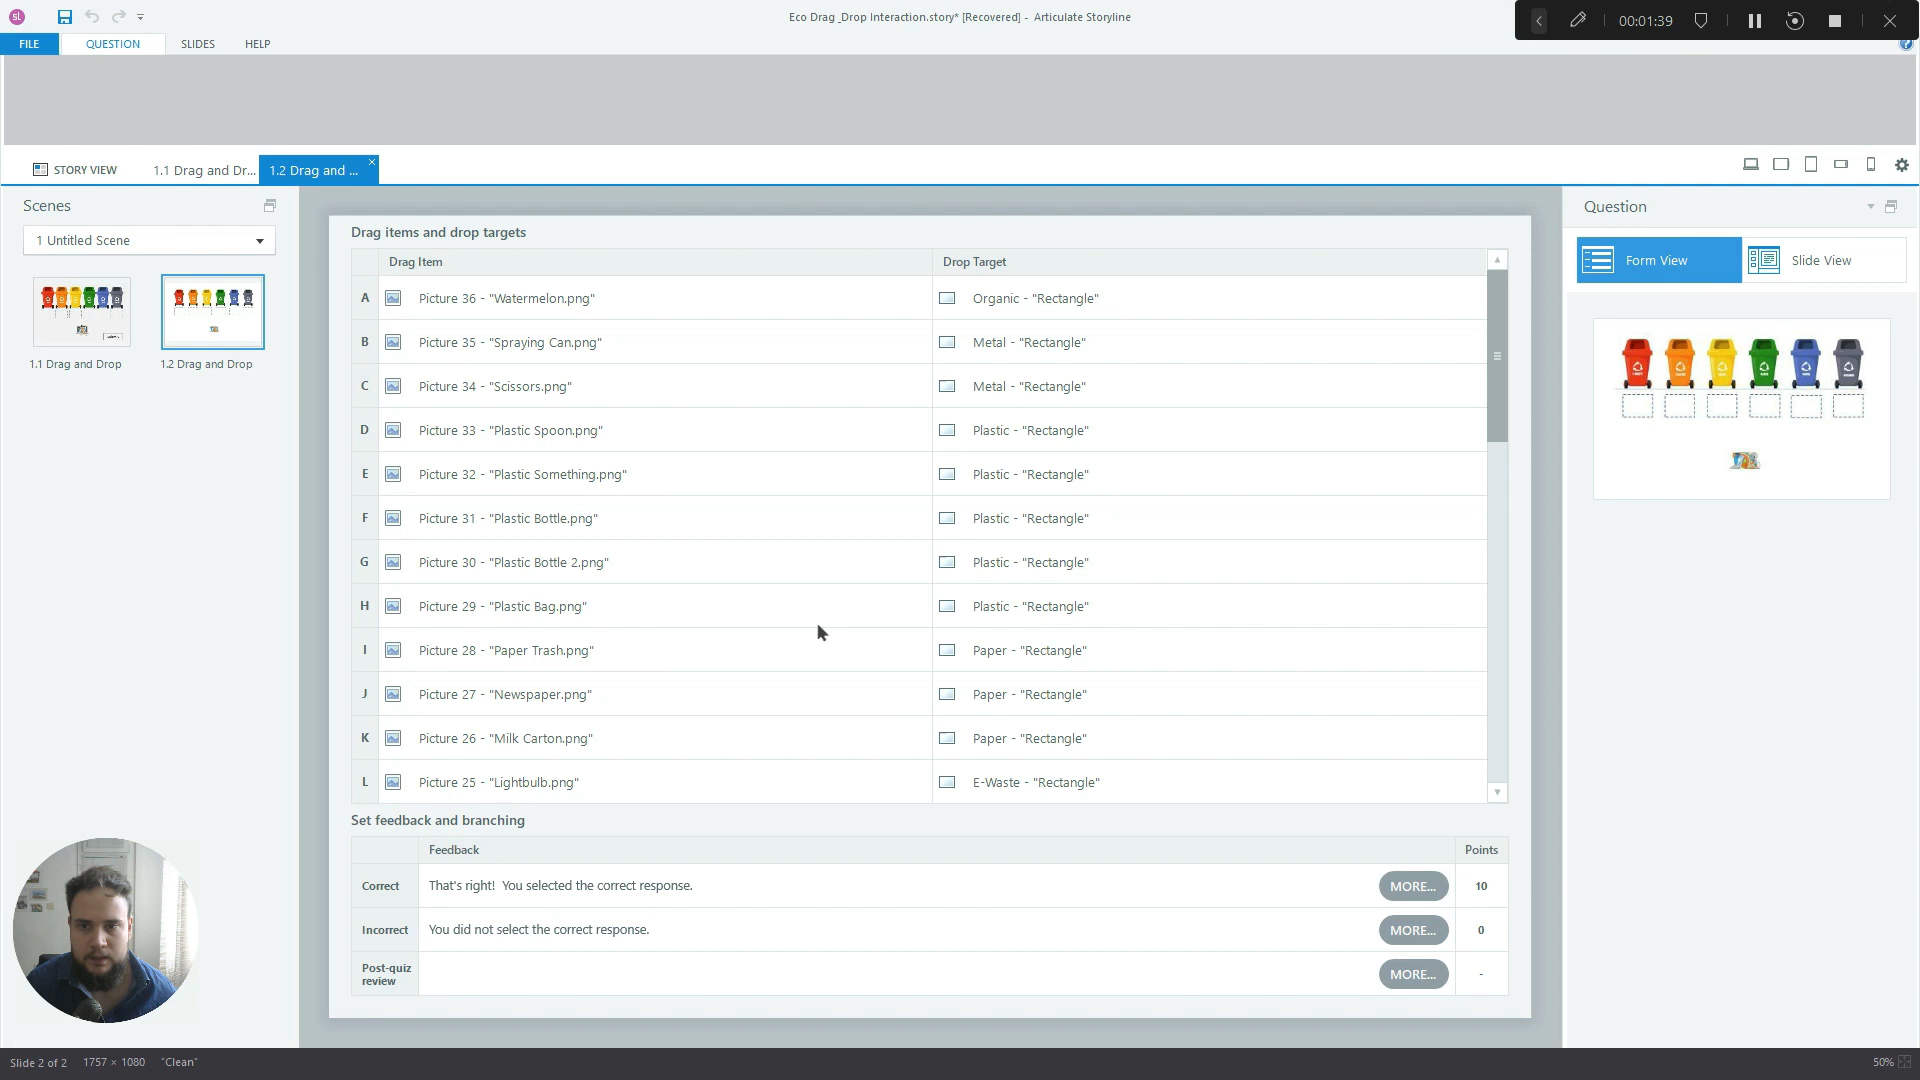 sl
Eco Drag _Drop Interaction.story* [Recovered] - Articulate Storyline
00:01:39
FILE
QUESTION
SLIDES
HELP
?
STORY VIEW
1.1 Drag and Dr...
1.2 Drag and ...
Scenes
1 Untitled Scene
1.1 Drag and Drop
1.2 Drag and Drop
Drag items and drop targets
Drag Item
Drop Target
A Picture 36 - "Watermelon.png" Organic - "Rectangle"
B Picture 35 - "Spraying Can.png" Metal - "Rectangle"
C Picture 34 - "Scissors.png" Metal - "Rectangle"
D Picture 33 - "Plastic Spoon.png" Plastic - "Rectangle"
E Picture 32 - "Plastic Something.png" Plastic - "Rectangle"
F Picture 31 - "Plastic Bottle.png" Plastic - "Rectangle"
G Picture 30 - "Plastic Bottle 2.png" Plastic - "Rectangle"
H Picture 29 - "Plastic Bag.png" Plastic - "Rectangle"
I Picture 28 - "Paper Trash.png" Paper - "Rectangle"
J Picture 27 - "Newspaper.png" Paper - "Rectangle"
K Picture 26 - "Milk Carton.png" Paper - "Rectangle"
L Picture 25 - "Lightbulb.png" E-Waste - "Rectangle"
Set feedback and branching
Feedback
Points
Correct That's right! You selected the correct response. MORE... 10
Incorrect You did not select the correct response. MORE... 0
Post-quiz
review
MORE... -
Question
Form View
Slide View
Slide 2 of 2 1757 × 1080 "Clean"
50%